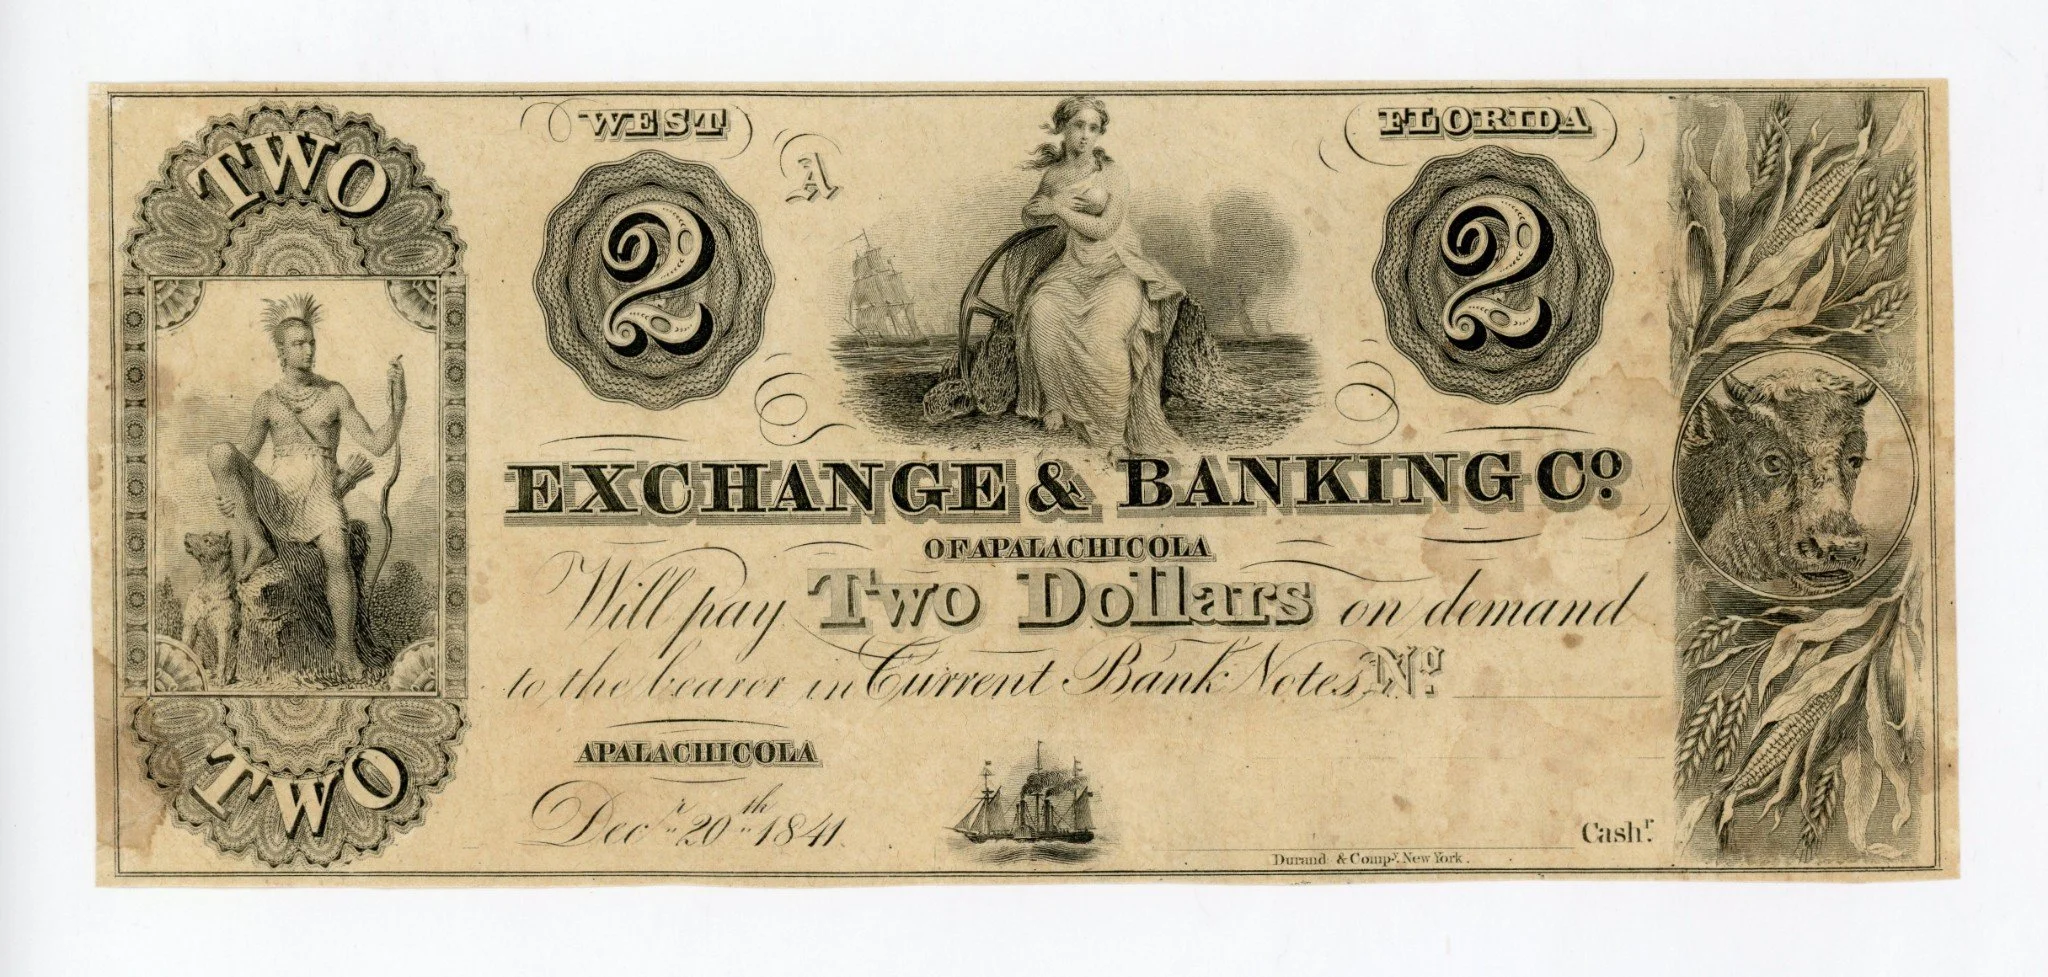 TWO
WEST FLORIDA
A
2 2
EXCHANGE & BANKING Cº.
OF APALACHICOLA
Will pay Two Dollars on demand
to the bearer in Current Bank Notes Nº.
APALACHICOLA
Decʳ. 20ᵗʰ 1841.
Cashʳ.
Durand & Compʸ. New York.
TWO